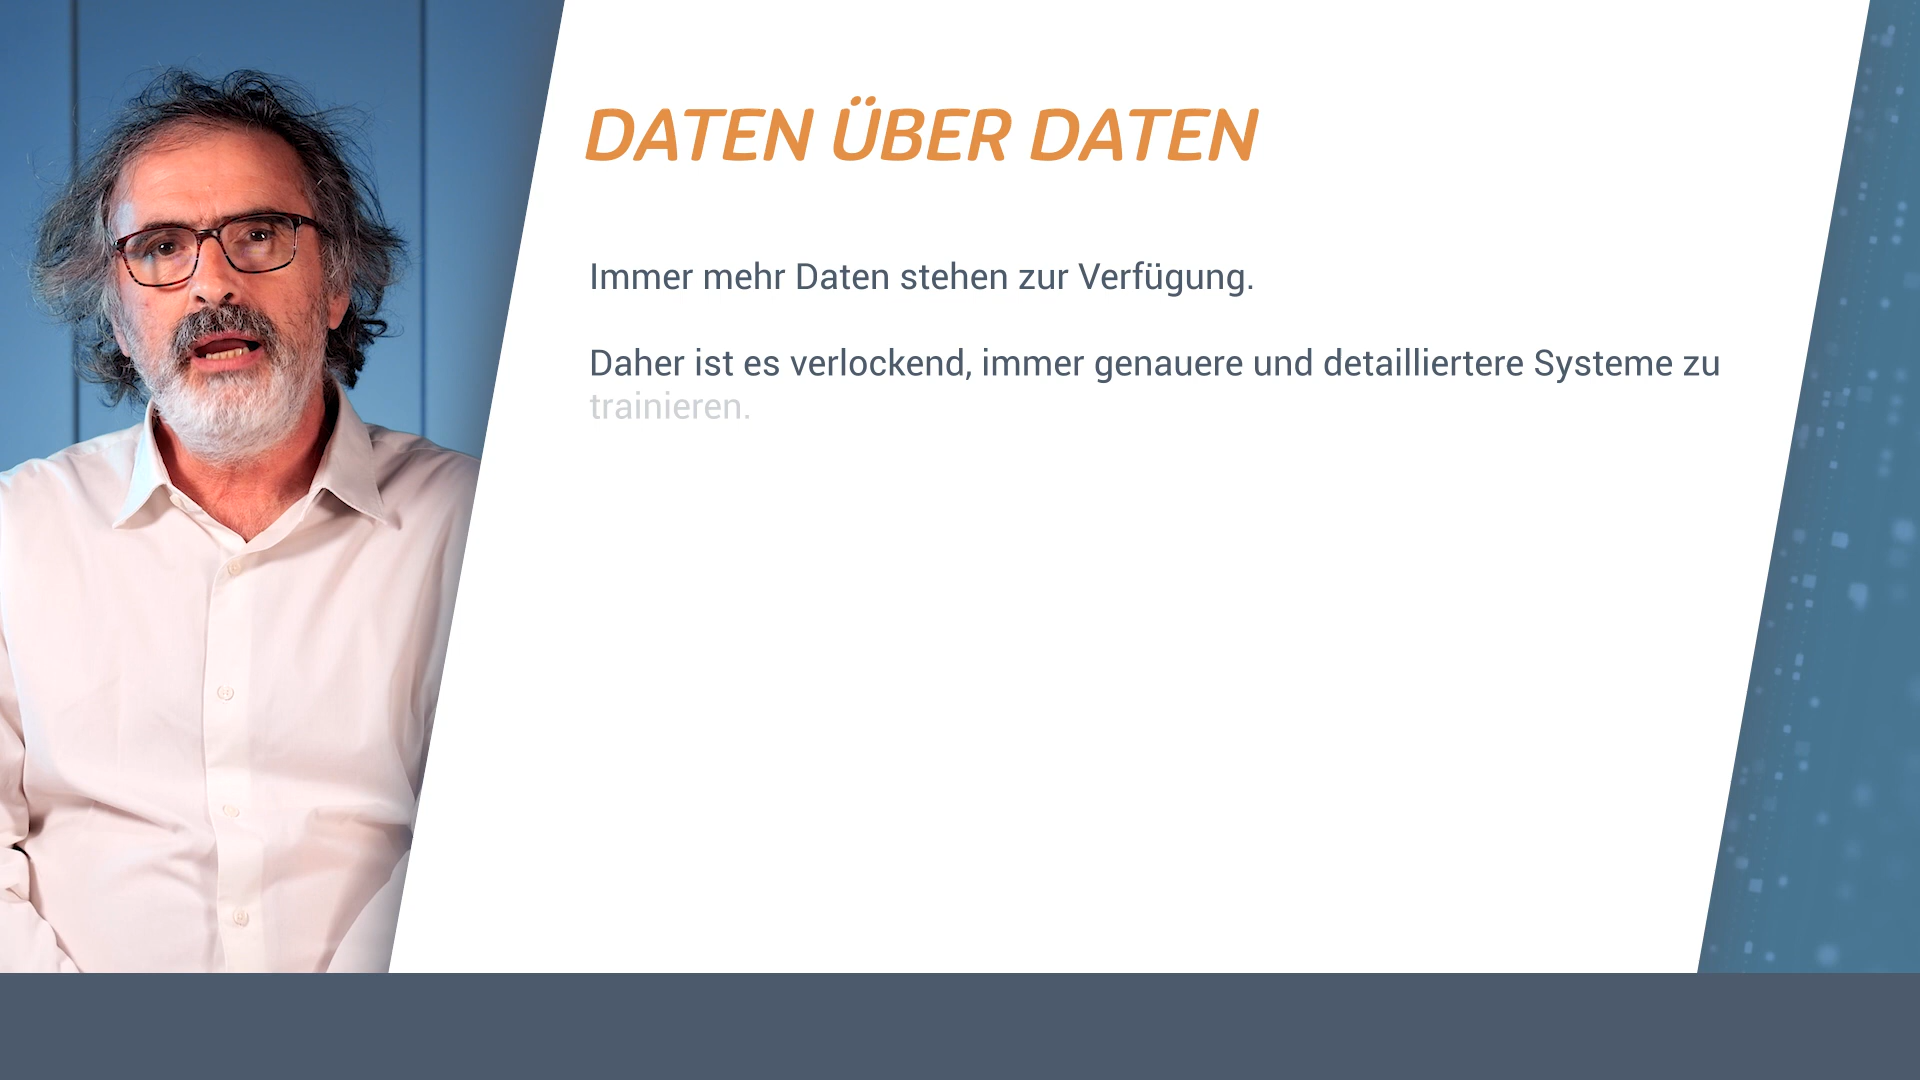 DATEN ÜBER DATEN
Immer mehr Daten stehen zur Verfügung.
Daher ist es verlockend, immer genauere und detailliertere Systeme zu
trainieren.